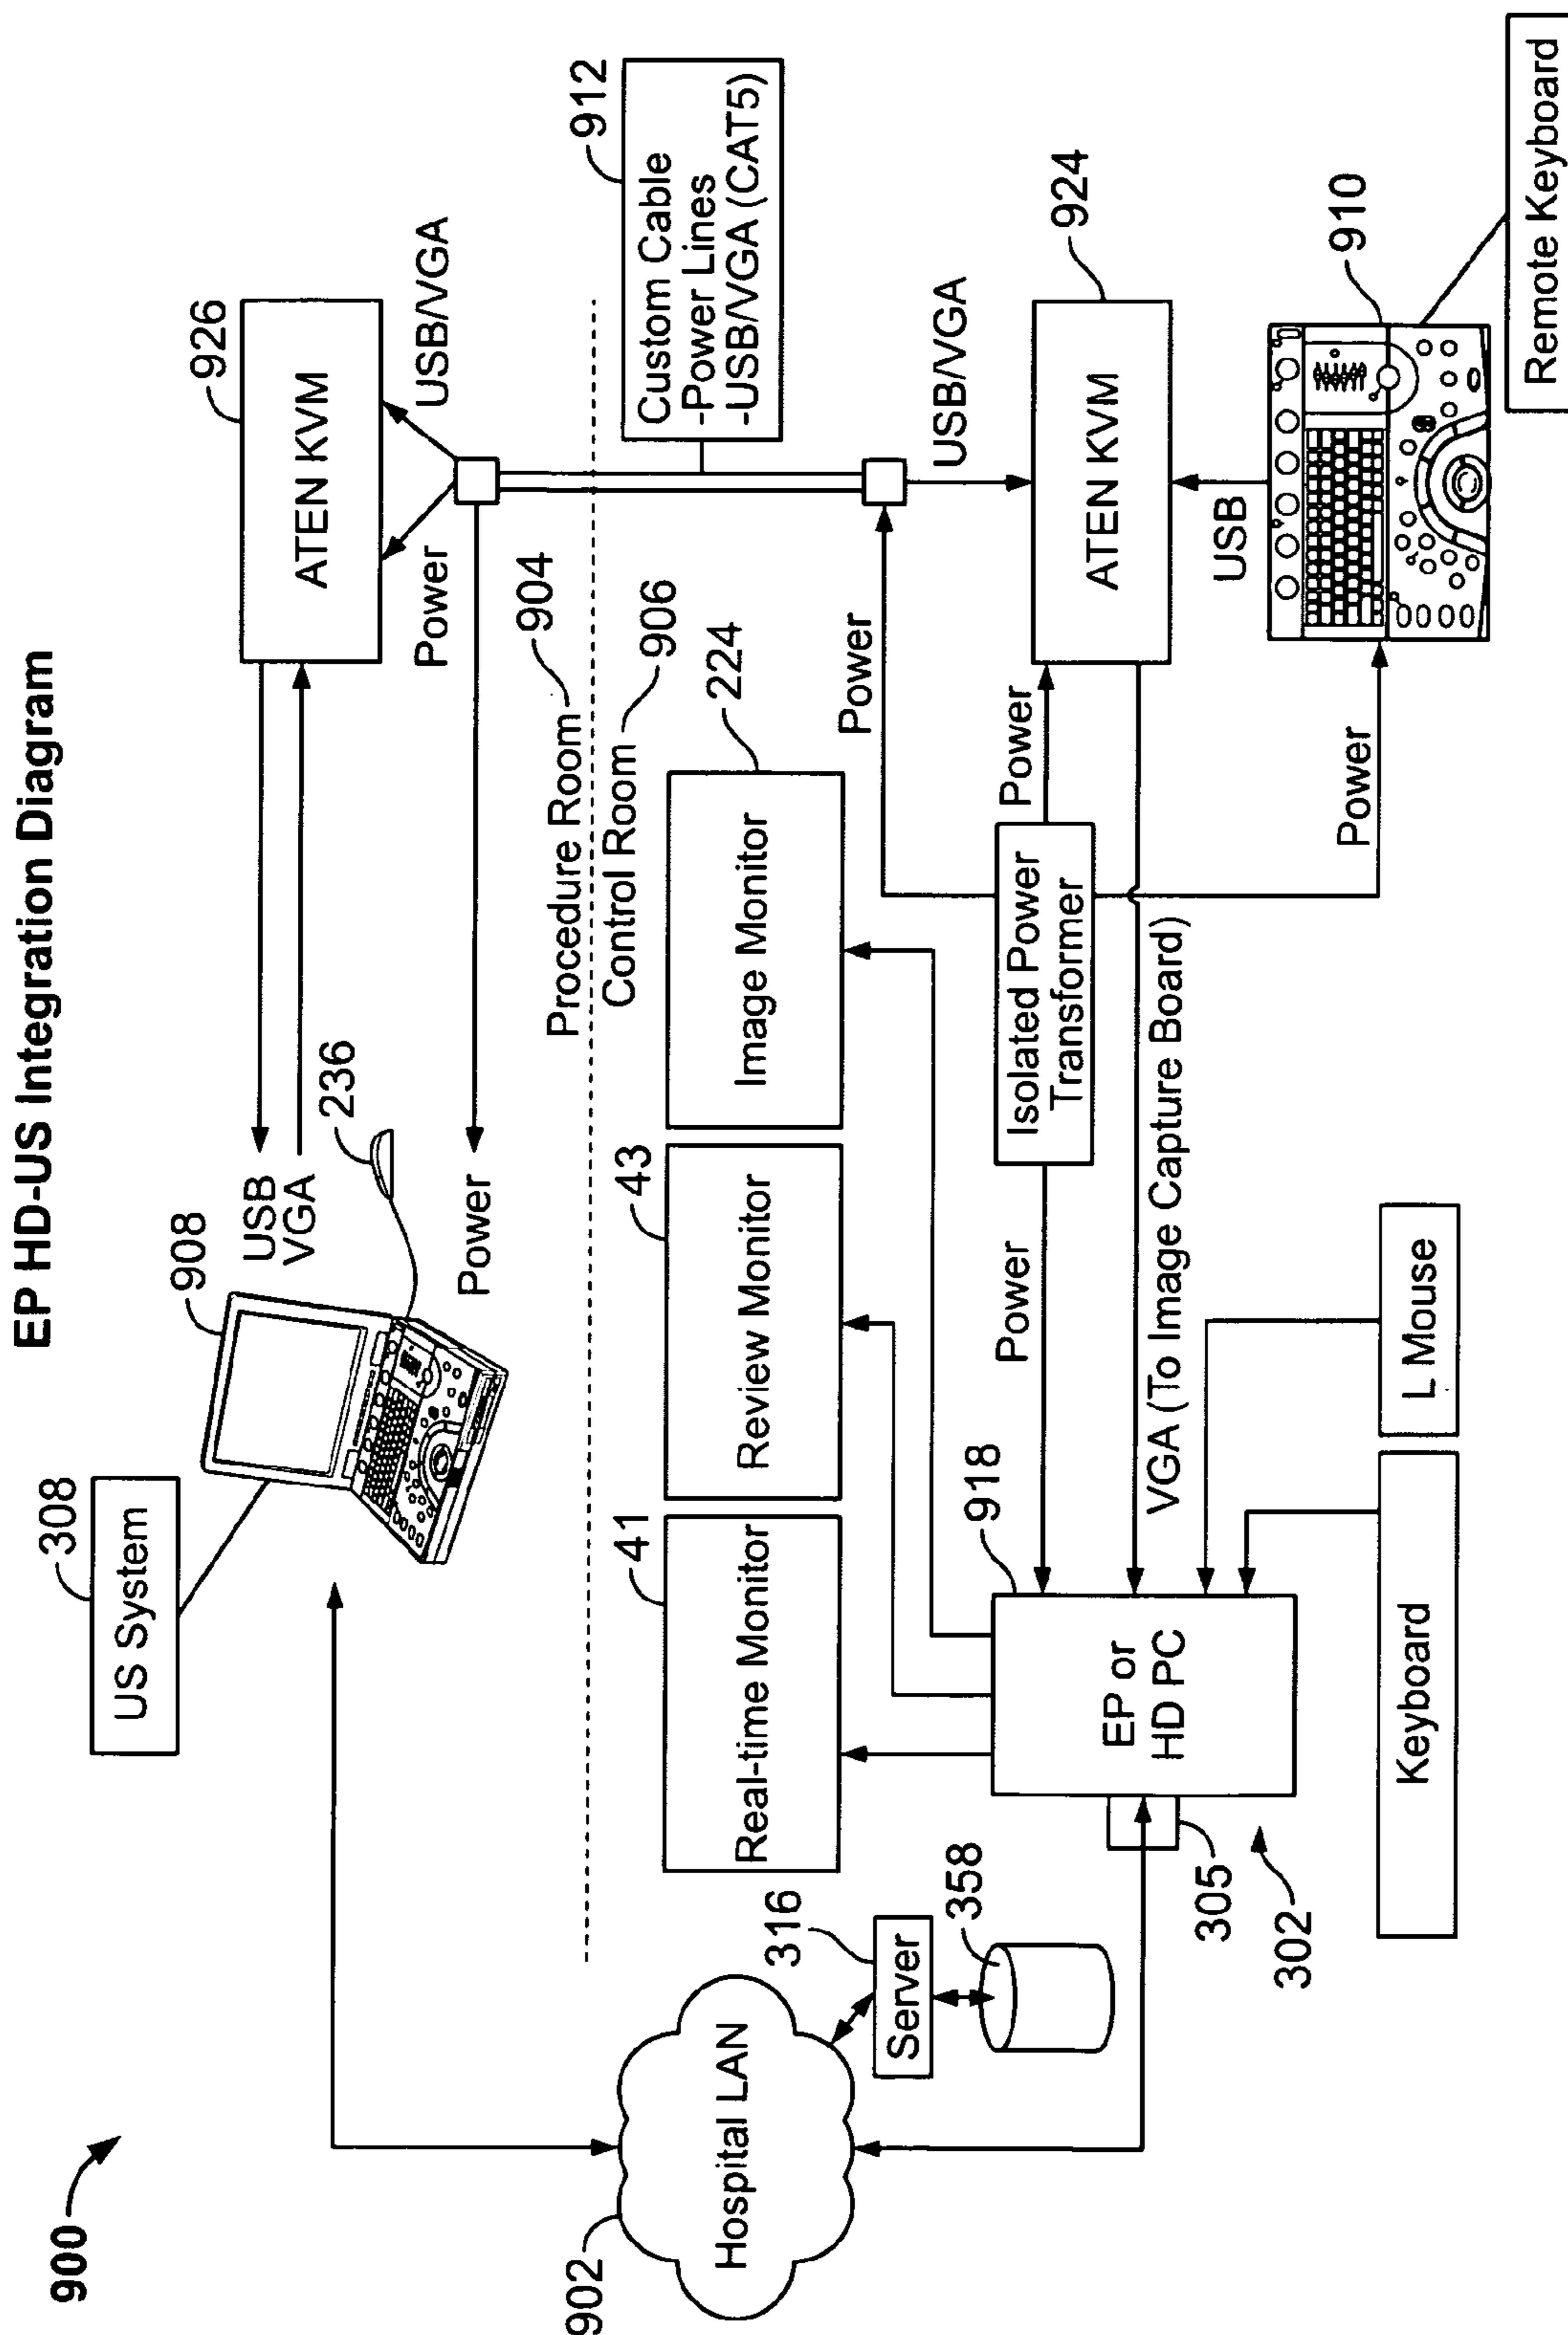 EP HD-US Integration Diagram
900
308
US System
908
236
USB
VGA
Power
926
ATEN KVM
Power
USB/VGA
Procedure Room
904
Control Room
906
912
Custom Cable
-Power Lines
-USB/VGA (CAT5)
902
Hospital LAN
316
Server
358
41
Real-time Monitor
43
Review Monitor
224
Image Monitor
Power
USB/VGA
918
EP or
HD PC
305
302
Power
Isolated Power
Transformer
Power
924
ATEN KVM
VGA (To Image Capture Board)
USB
910
Power
Keyboard
L Mouse
Remote Keyboard